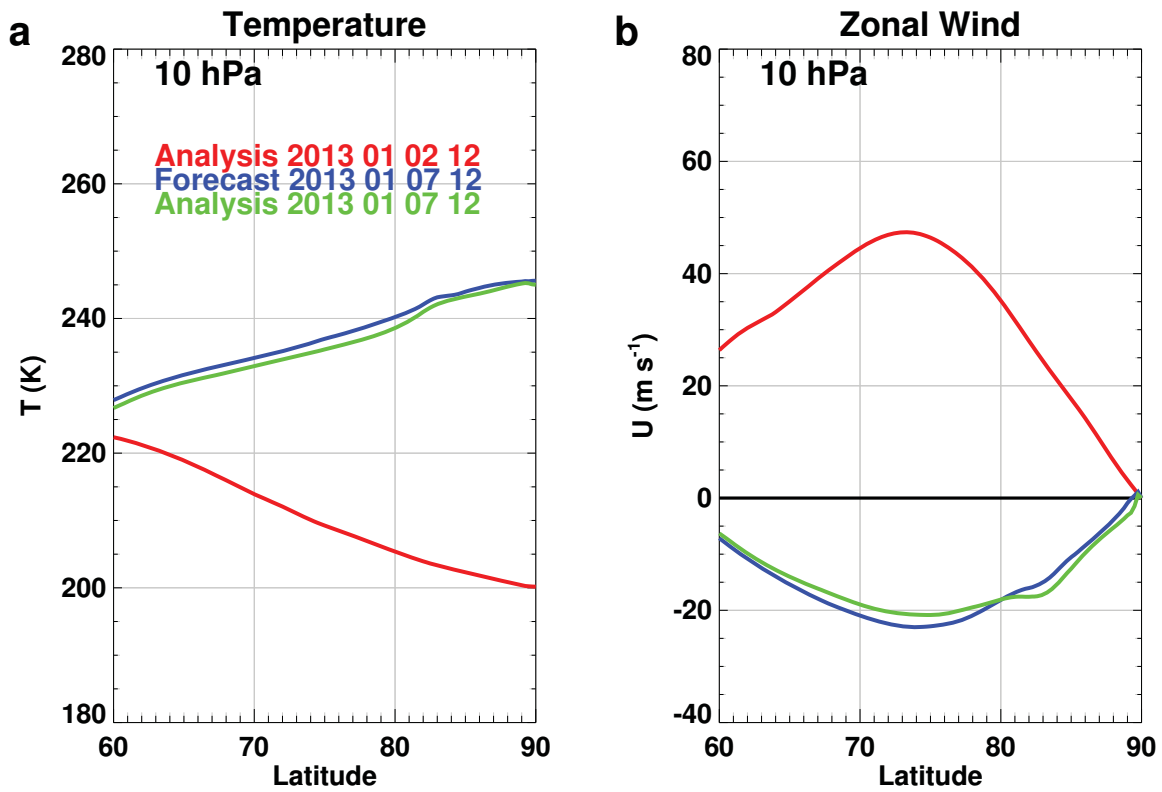 a
Temperature
10 hPa
Analysis 2013 01 02 12
Forecast 2013 01 07 12
Analysis 2013 01 07 12
T (K)
280
260
240
220
200
180
60 70 80 90
Latitude
b
Zonal Wind
10 hPa
U (m s⁻¹)
80
60
40
20
0
-20
-40
60 70 80 90
Latitude